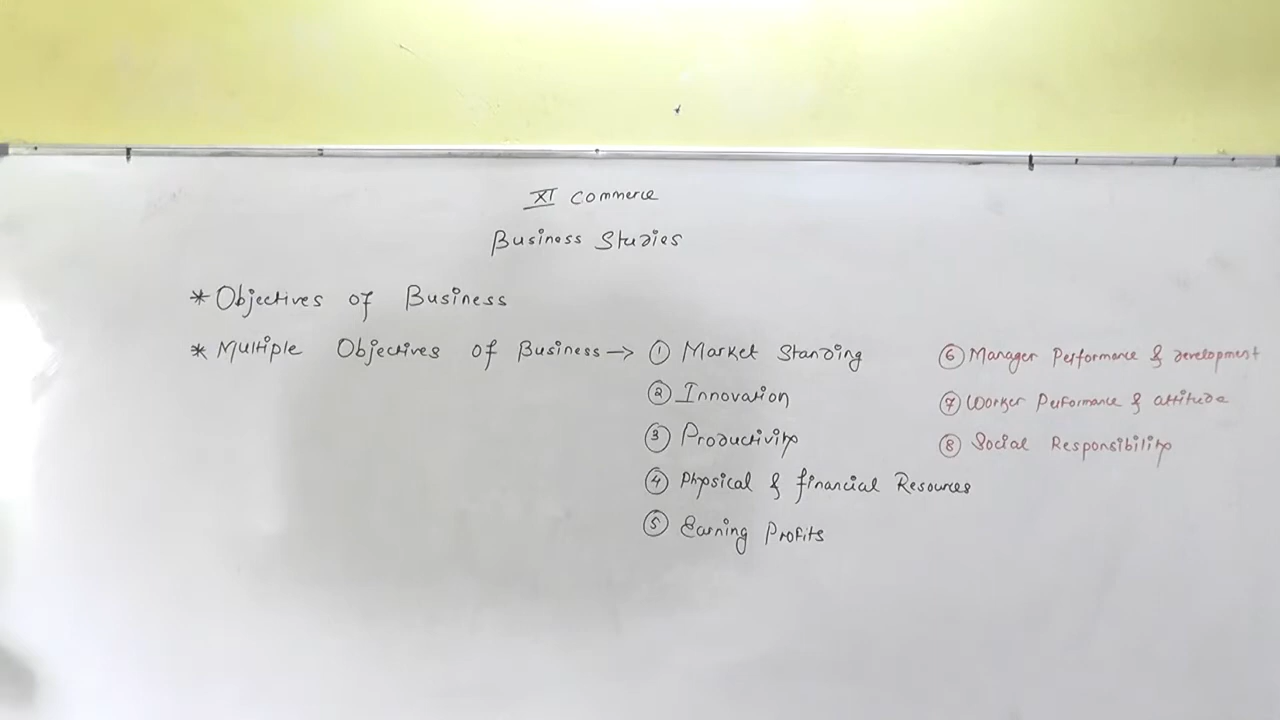 XI Commerce
Business Studies
* Objectives of Business
* Multiple Objectives of Business → ① Market Standing
② Innovation
③ Productivity
④ Physical & financial Resources
⑤ Earning Profits
⑥ Manager Performance & development
⑦ Worker Performance & attitude
⑧ Social Responsibility